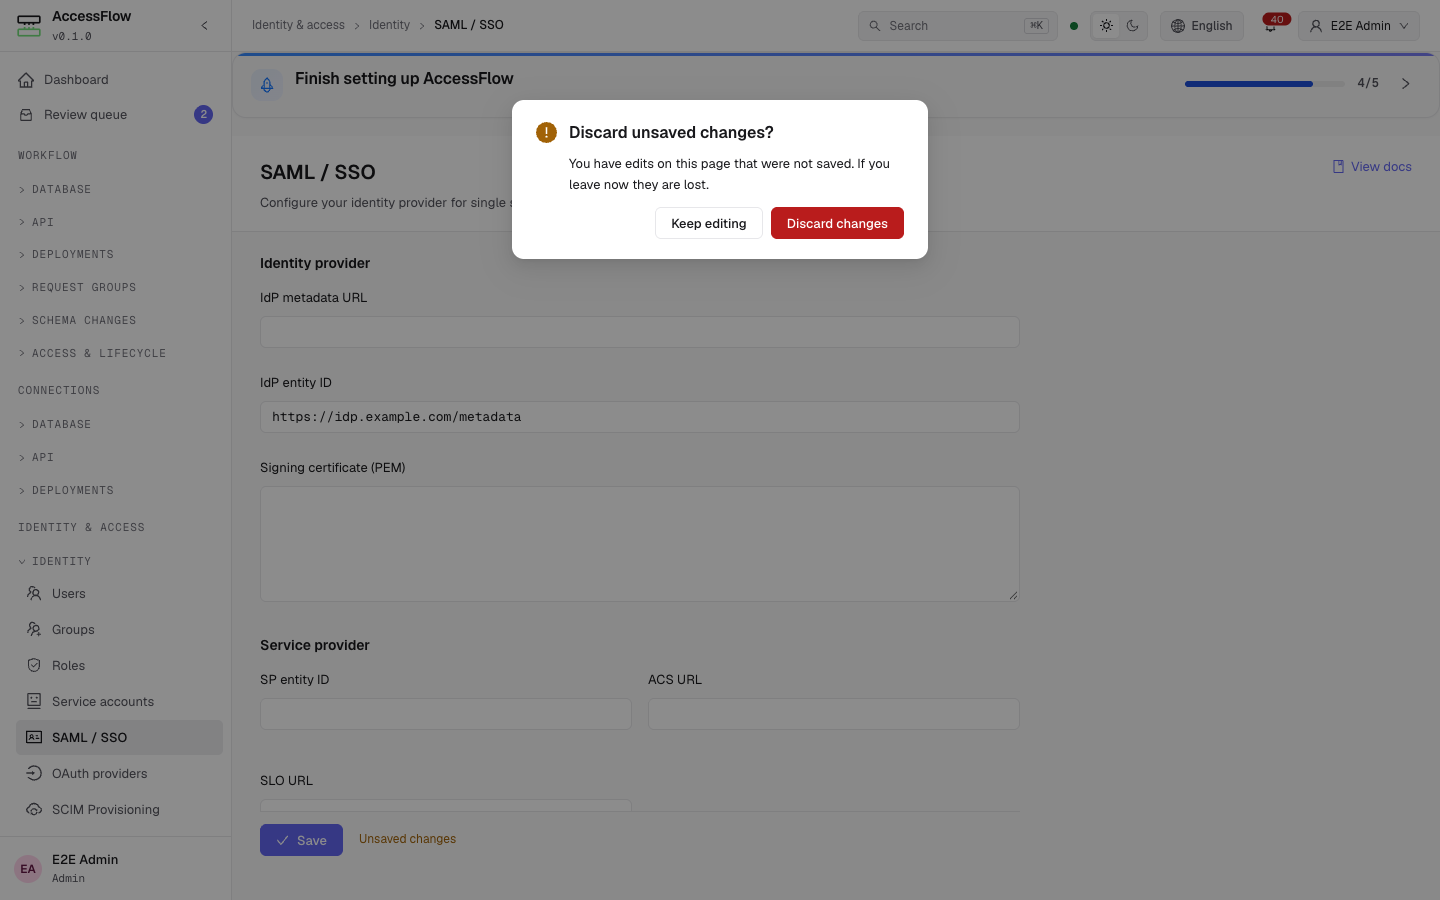 AccessFlow
v0.1.0
Identity & access
Identity
SAML / SSO
Search
⌘K
English
40
E2E Admin
Dashboard
Review queue
2
WORKFLOW
DATABASE
API
DEPLOYMENTS
REQUEST GROUPS
SCHEMA CHANGES
ACCESS & LIFECYCLE
CONNECTIONS
DATABASE
API
DEPLOYMENTS
IDENTITY & ACCESS
IDENTITY
Users
Groups
Roles
Service accounts
SAML / SSO
OAuth providers
SCIM Provisioning
EA
E2E Admin
Admin
Finish setting up AccessFlow
4/5
Discard unsaved changes?
You have edits on this page that were not saved. If you
leave now they are lost.
Keep editing
Discard changes
SAML / SSO
Configure your identity provider for single
View docs
Identity provider
IdP metadata URL
IdP entity ID
https://idp.example.com/metadata
Signing certificate (PEM)
Service provider
SP entity ID
ACS URL
SLO URL
Save
Unsaved changes